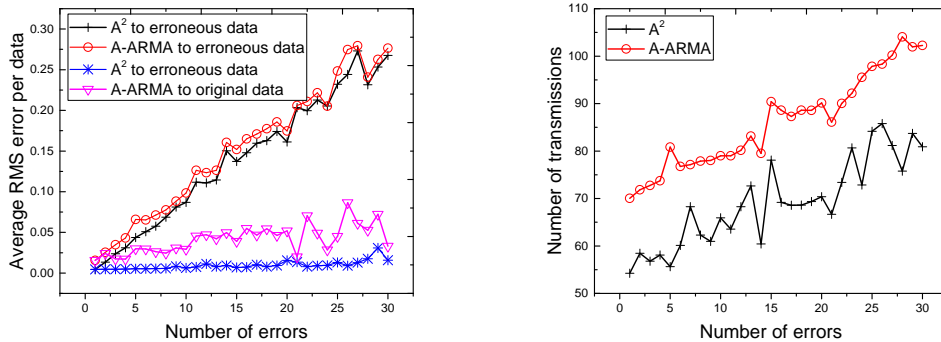 A² to erroneous data
A-ARMA to erroneous data
A² to erroneous data
A-ARMA to original data
0.30
0.25
0.20
0.15
0.10
0.05
0.00
Average RMS error per data
0 5 10 15 20 25 30
Number of errors
A²
A-ARMA
110
100
90
80
70
60
50
Number of transmissions
0 5 10 15 20 25 30
Number of errors